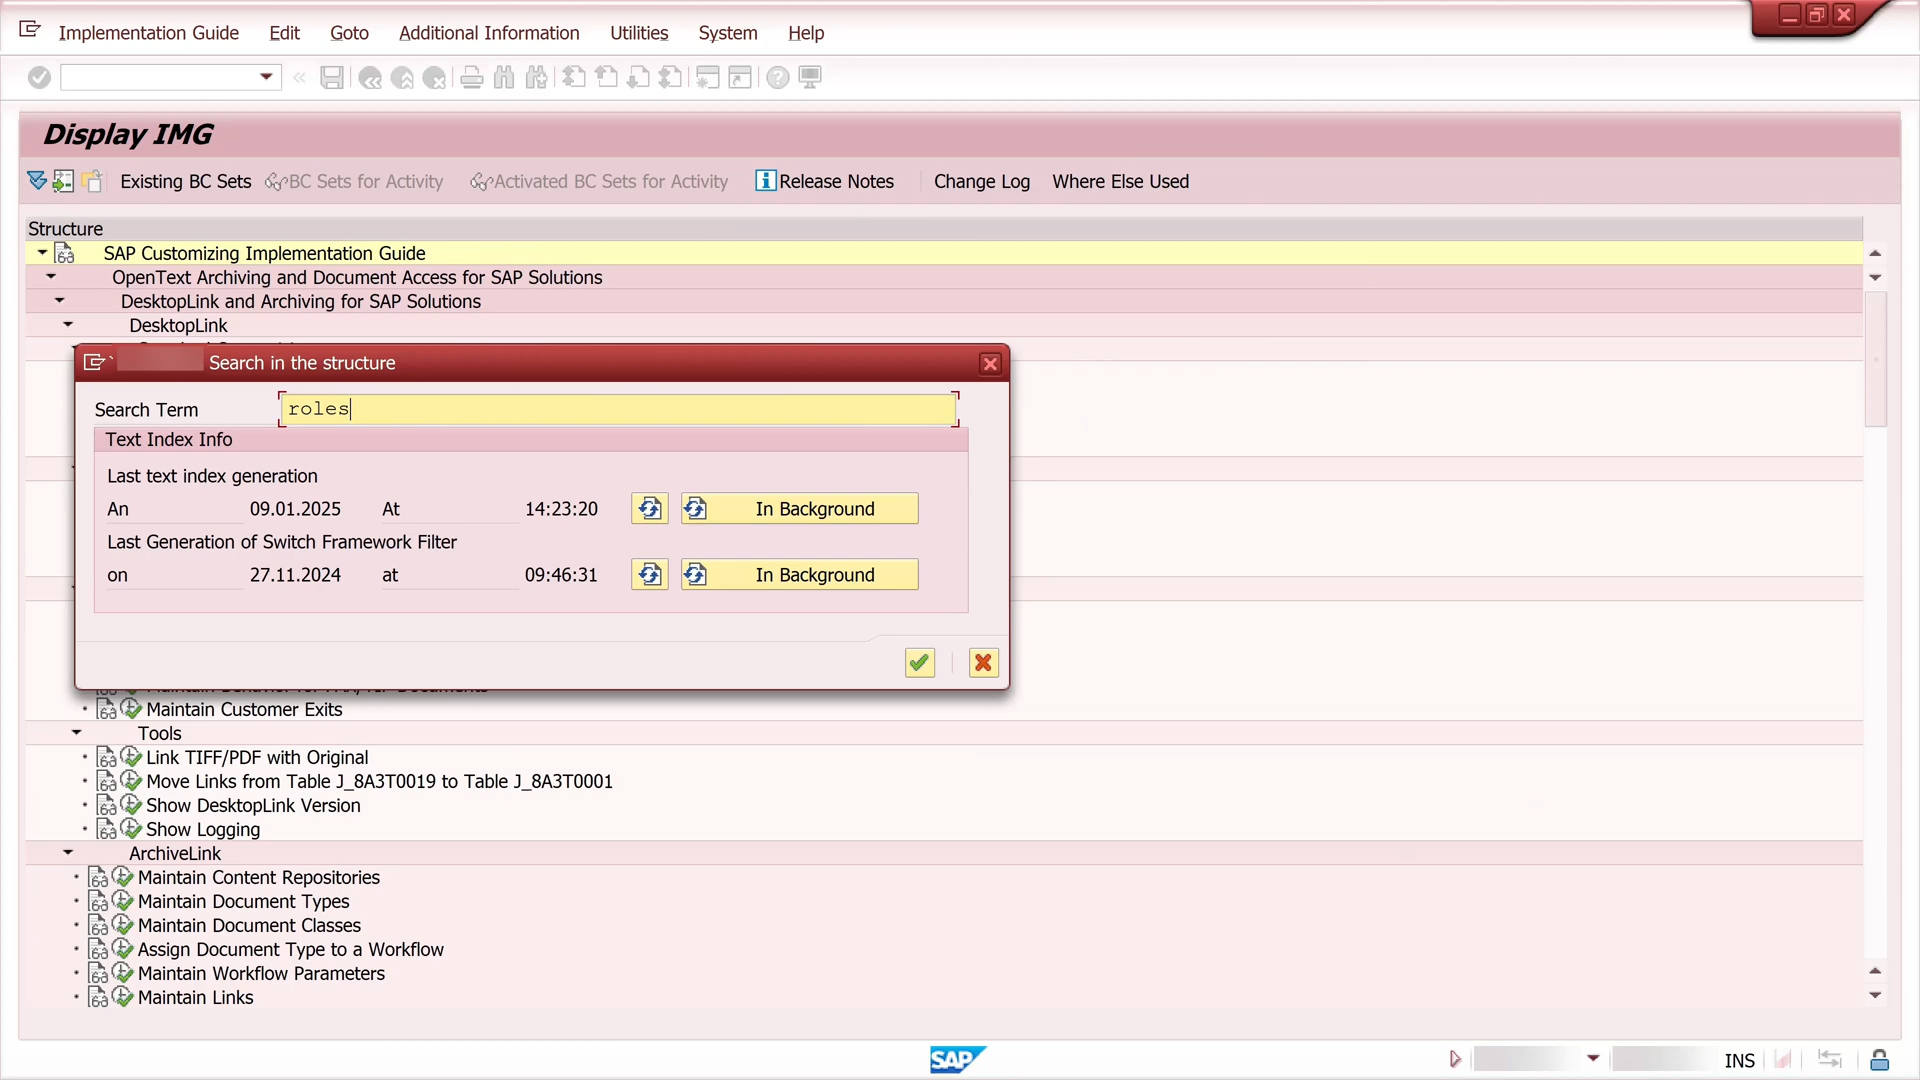 Implementation Guide Edit Goto Additional Information Utilities System Help
Display IMG
Existing BC Sets BC Sets for Activity Activated BC Sets for Activity Release Notes Change Log Where Else Used
Structure
SAP Customizing Implementation Guide
OpenText Archiving and Document Access for SAP Solutions
DesktopLink and Archiving for SAP Solutions
DesktopLink
Search in the structure
Search Term roles
Text Index Info
Last text index generation
An 09.01.2025 At 14:23:20 In Background
Last Generation of Switch Framework Filter
on 27.11.2024 at 09:46:31 In Background
Maintain Customer Exits
Tools
Link TIFF/PDF with Original
Move Links from Table J_8A3T0019 to Table J_8A3T0001
Show DesktopLink Version
Show Logging
ArchiveLink
Maintain Content Repositories
Maintain Document Types
Maintain Document Classes
Assign Document Type to a Workflow
Maintain Workflow Parameters
Maintain Links
SAP INS